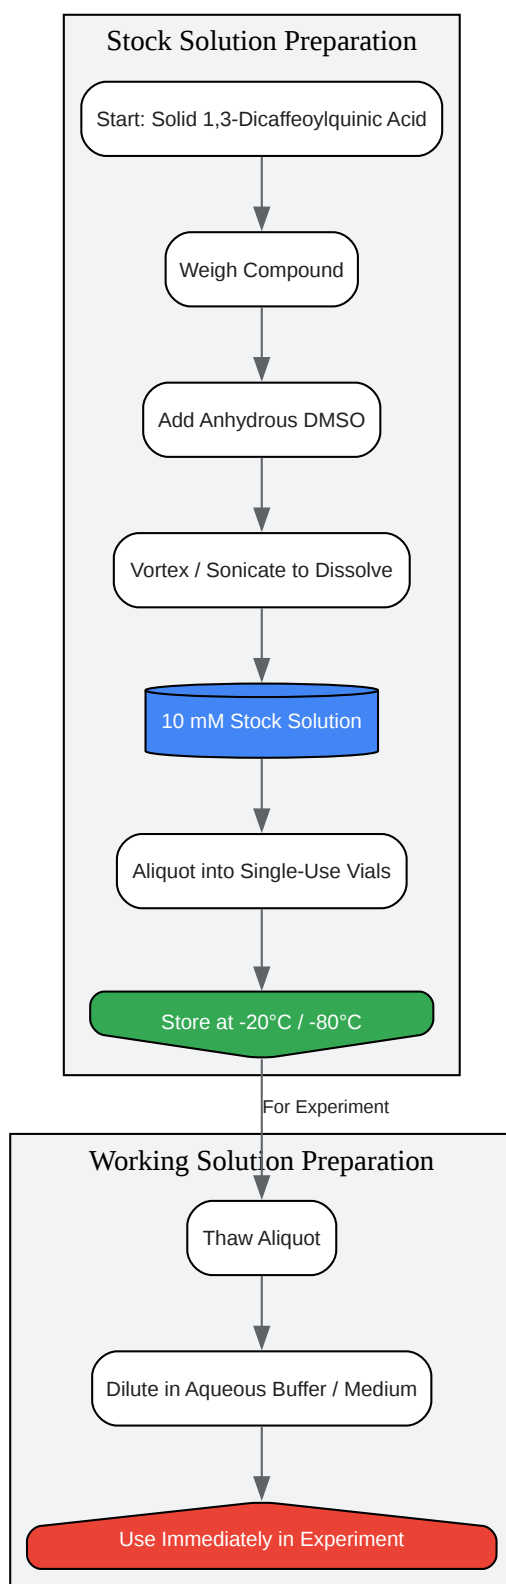 Stock Solution Preparation
Start: Solid 1,3-Dicaffeoylquinic Acid
Weigh Compound
Add Anhydrous DMSO
Vortex / Sonicate to Dissolve
10 mM Stock Solution
Aliquot into Single-Use Vials
Store at -20°C / -80°C
For Experiment
Working Solution Preparation
Thaw Aliquot
Dilute in Aqueous Buffer / Medium
Use Immediately in Experiment